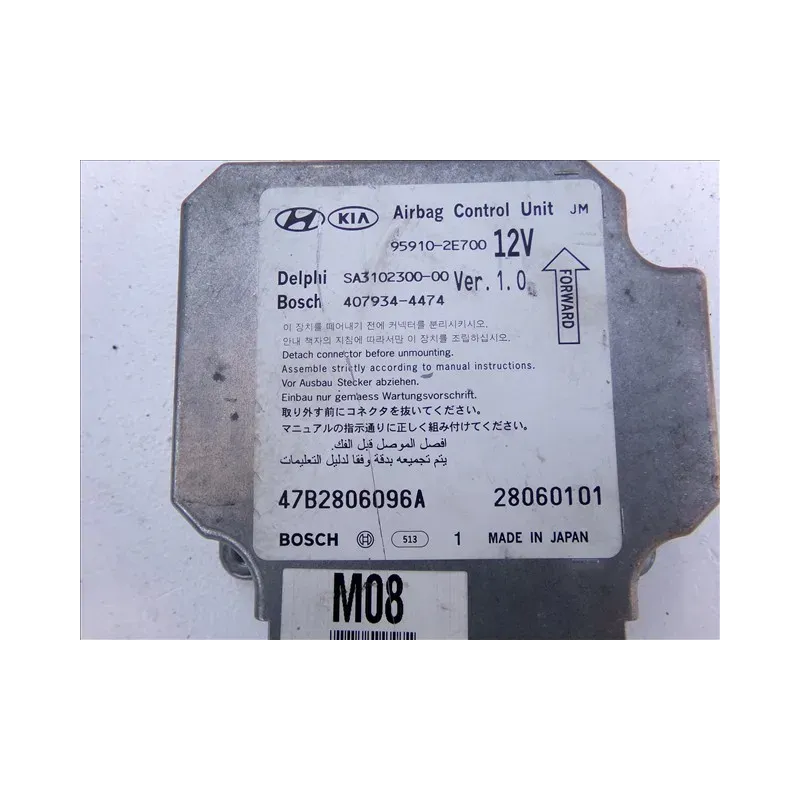 HYUNDAI KIA Airbag Control Unit JM
95910-2E700 12V
Delphi SA3102300-00 Ver. 1.0
Bosch 407934-4474
FORWARD
이 장치를 떼어내기 전에 커넥터를 분리시키시오.
안내 책자의 지침에 따라서만 이 장치를 조립하십시오.
Detach connector before unmounting.
Assemble strictly according to manual instructions.
Vor Ausbau Stecker abziehen.
Einbau nur gemaess Wartungsvorschrift.
取り外す前にコネクタを抜いてください。
マニュアルの指示通りに正しく組み付けてください。
افصل الموصل قبل الفك.
يتم تجميعه بدقة وفقا لدليل التعليمات
47B2806096A 28060101
BOSCH 513 1 MADE IN JAPAN
M08